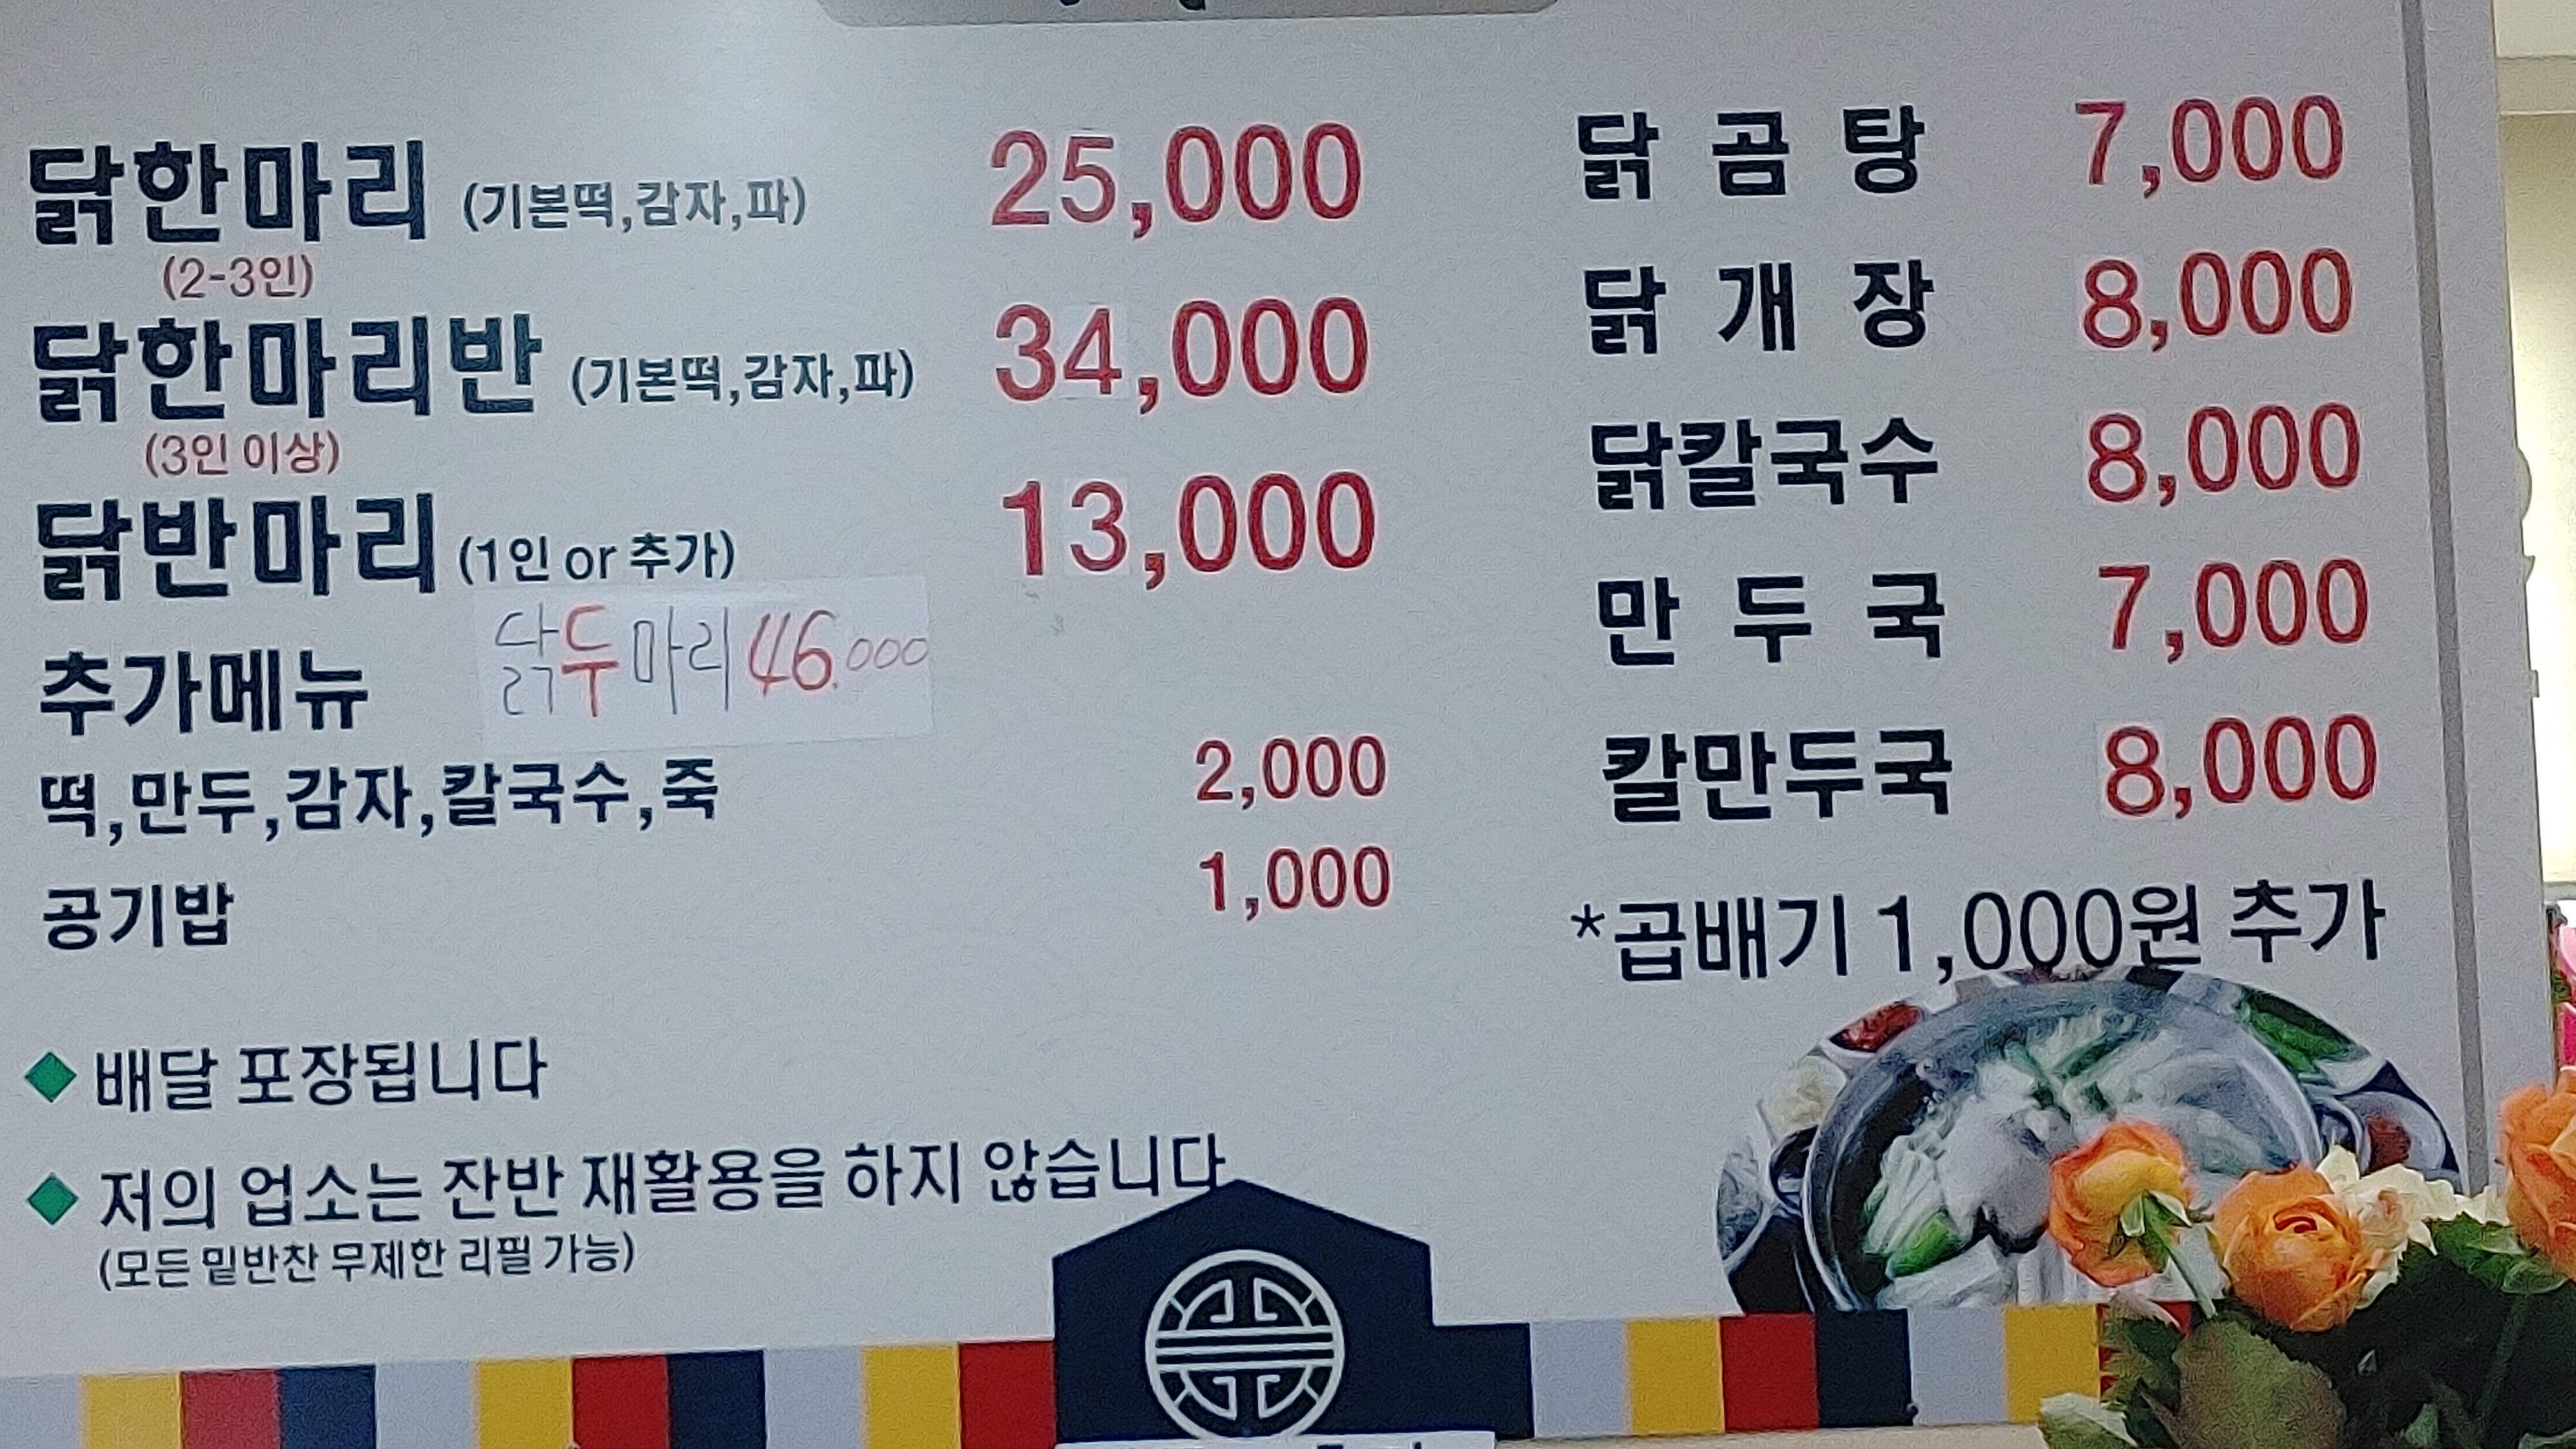 닭한마리 (기본떡,감자,파) 25,000
(2-3인)
닭한마리반 (기본떡,감자,파) 34,000
(3인 이상)
닭반마리 (1인 or 추가) 13,000
닭두마리 46.000
추가메뉴
떡,만두,감자,칼국수,죽 2,000
공기밥 1,000
◆ 배달 포장됩니다
◆ 저의 업소는 잔반 재활용을 하지 않습니다
(모든 밑반찬 무제한 리필 가능)
닭곰탕 7,000
닭개장 8,000
닭칼국수 8,000
만두국 7,000
칼만두국 8,000
*곱배기 1,000원 추가